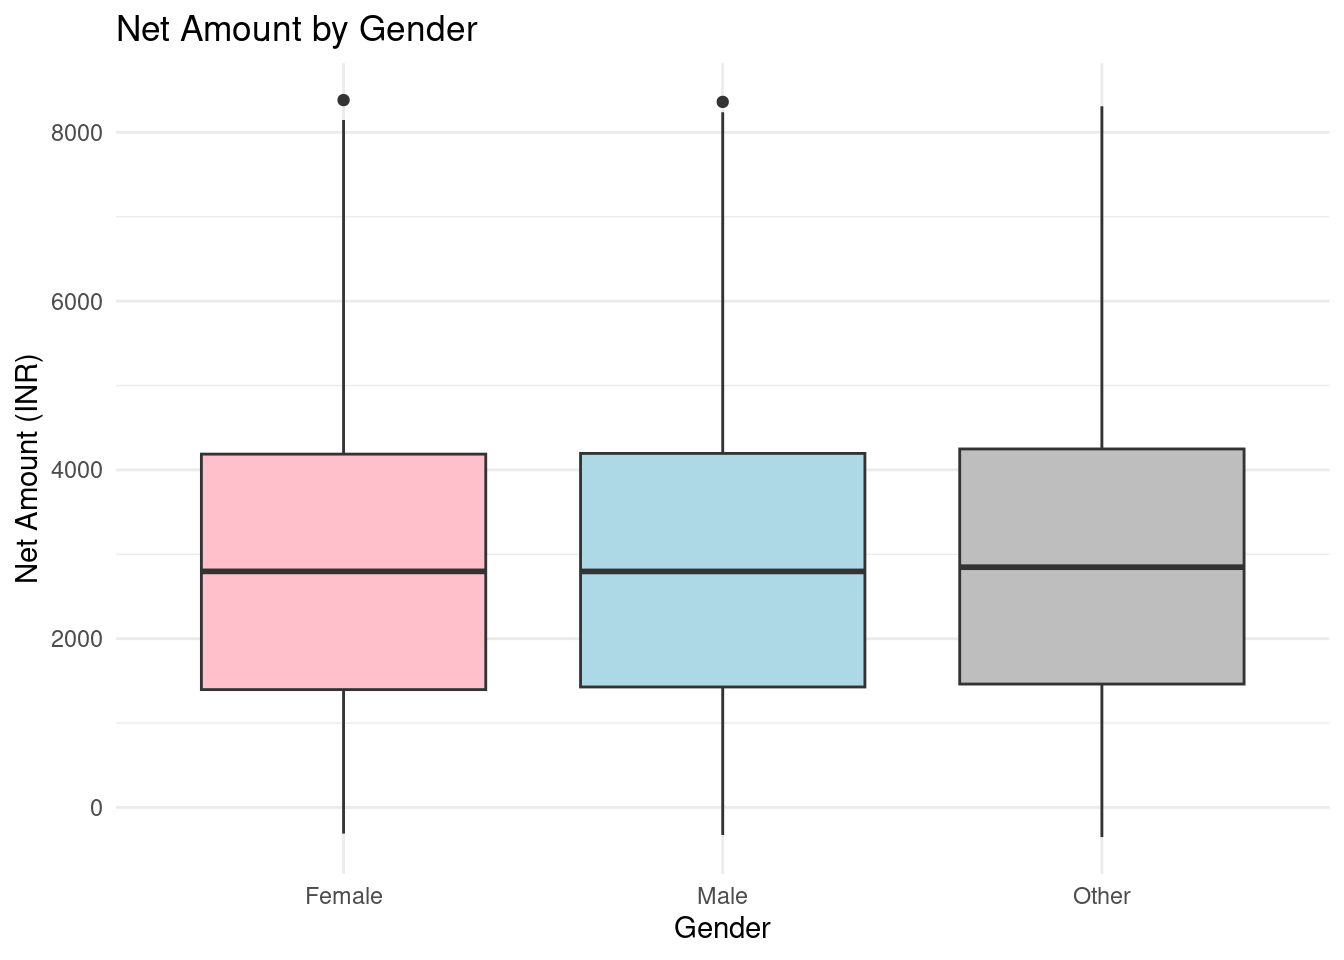 Net Amount by Gender
Net Amount (INR)
8000
6000
4000
2000
0
Female
Male
Other
Gender